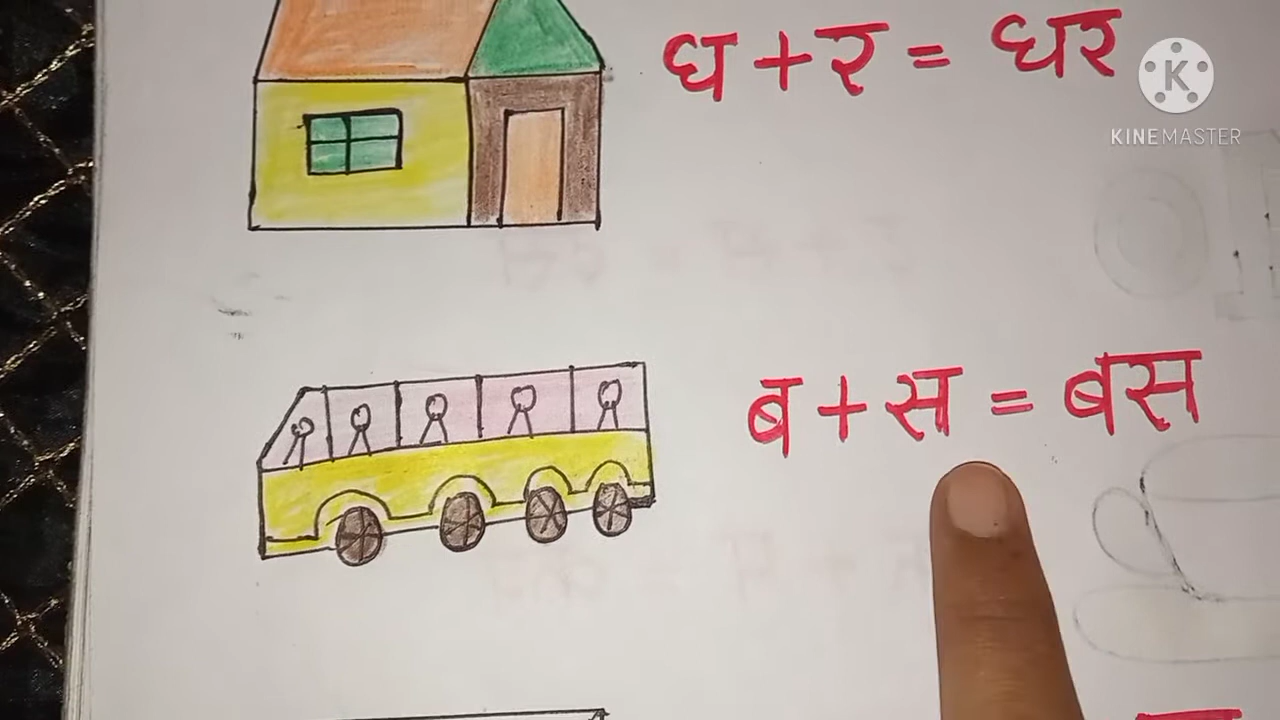 घ + र = घर
K
KINEMASTER
ब + स = बस